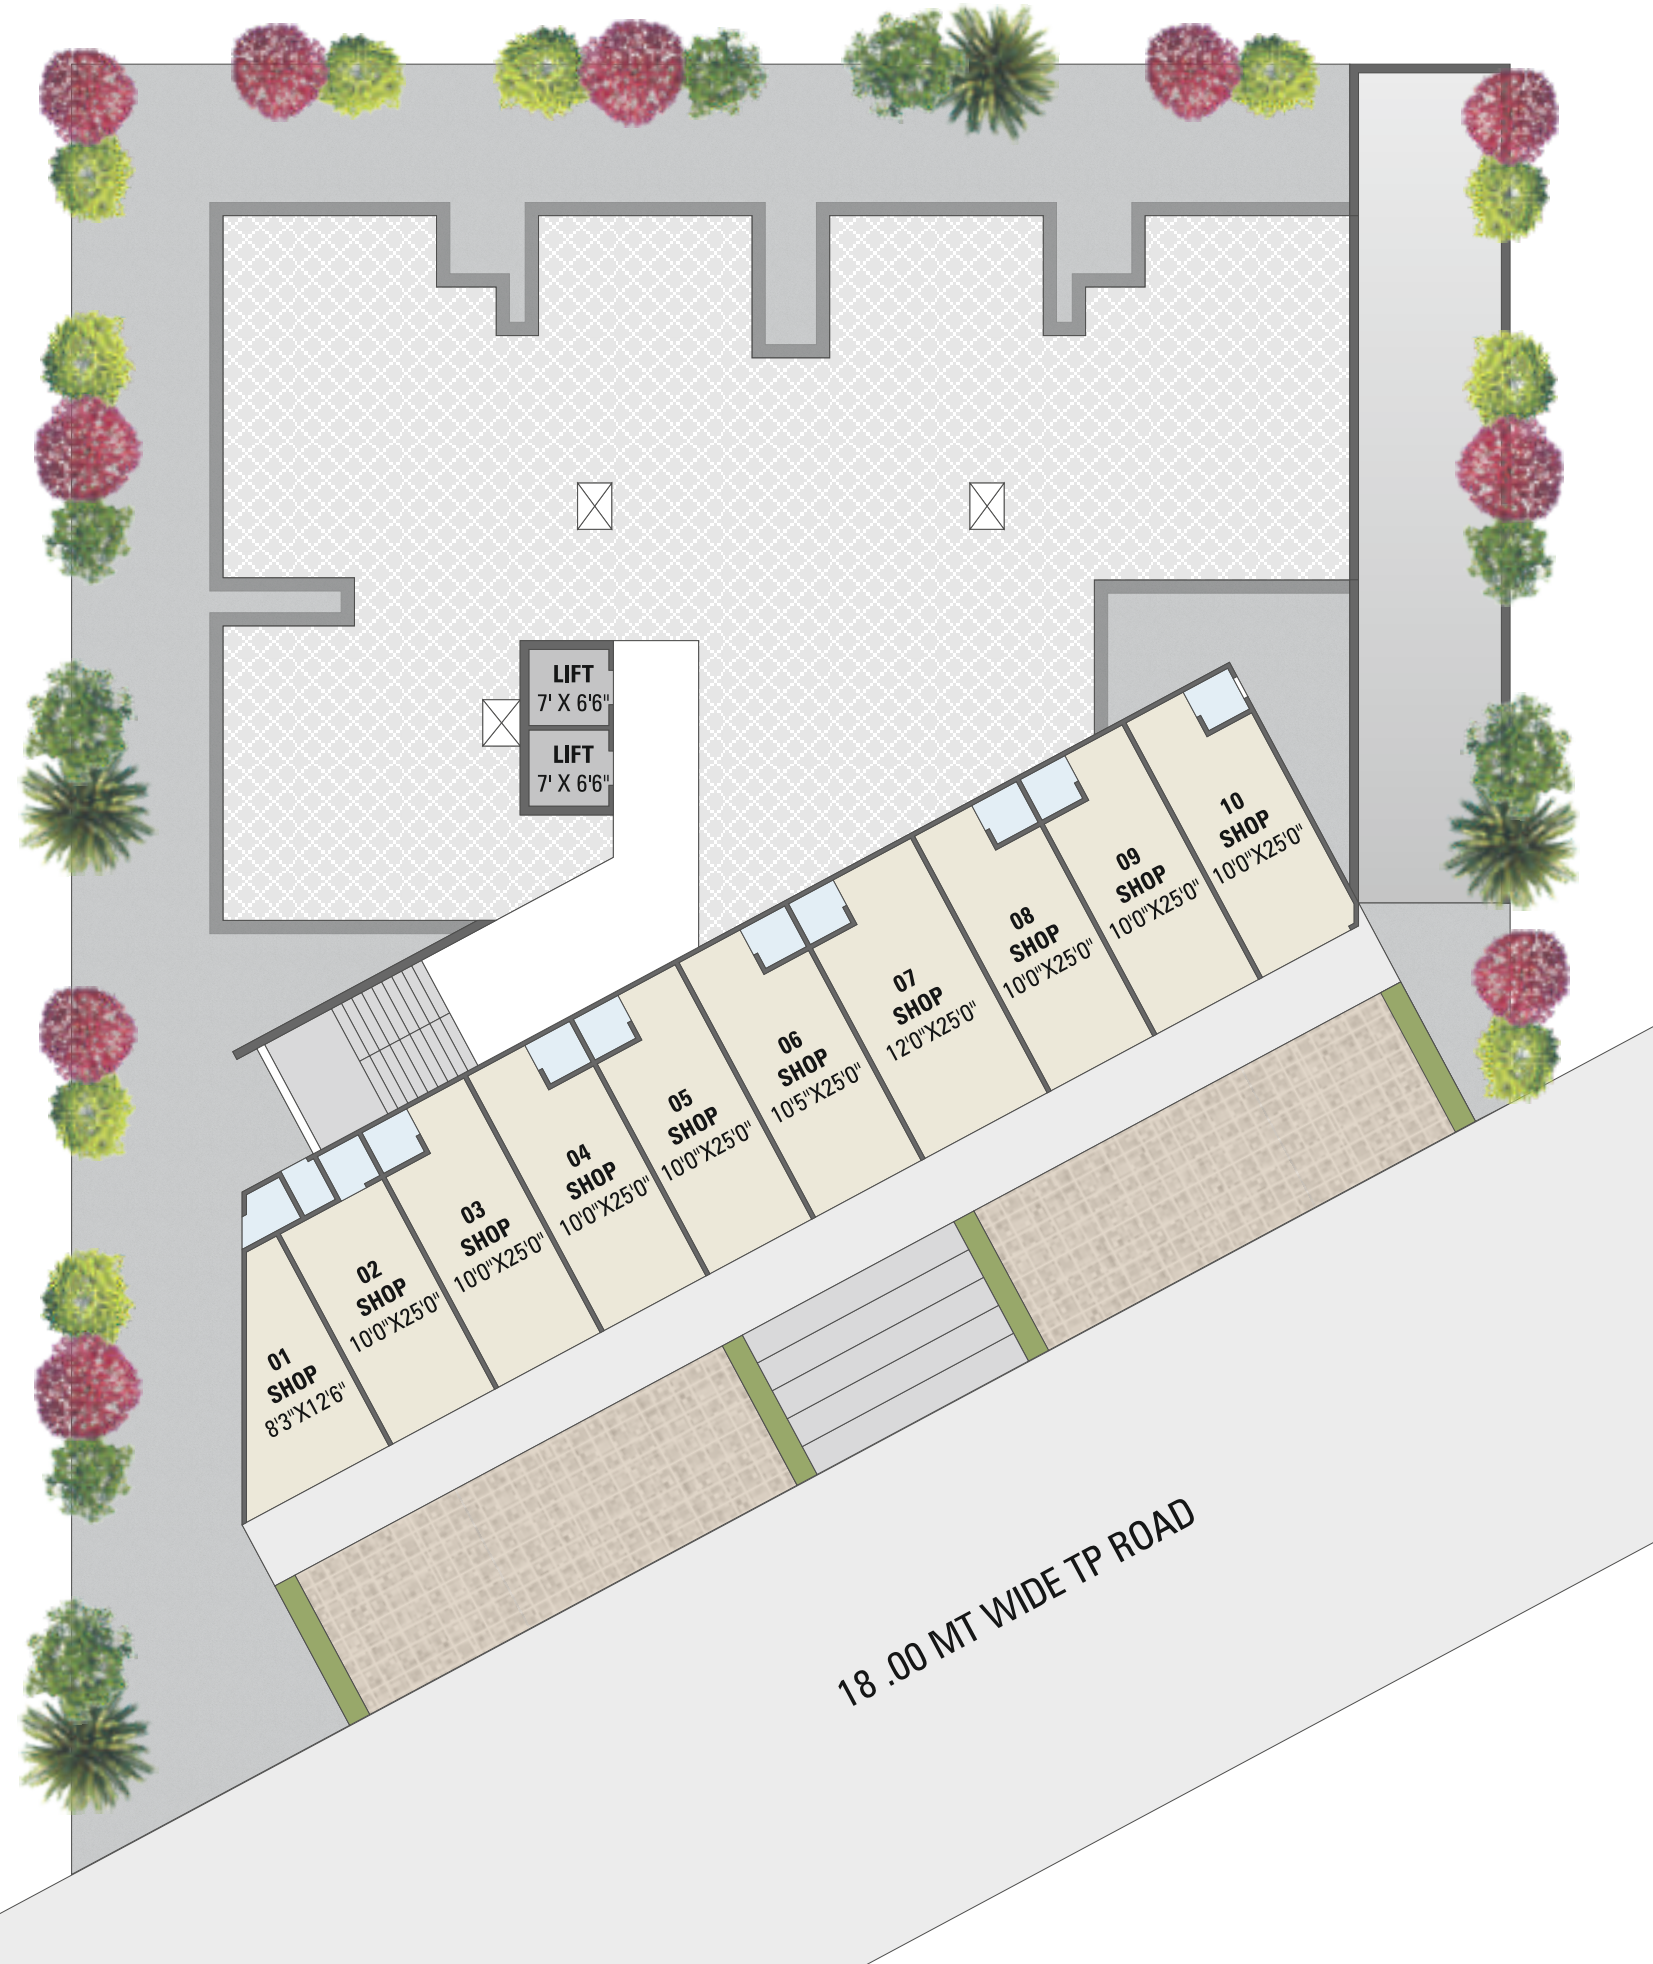 LIFT
7' X 6'6"
LIFT
7' X 6'6"
10
SHOP
10'0"X25'0"
09
SHOP
10'0"X25'0"
08
SHOP
10'0"X25'0"
07
SHOP
12'0"X25'0"
06
SHOP
10'5"X25'0"
05
SHOP
10'0"X25'0"
04
SHOP
10'0"X25'0"
03
SHOP
10'0"X25'0"
02
SHOP
10'0"X25'0"
01
SHOP
8'3"X12'6"
18 .00 MT WIDE TP ROAD